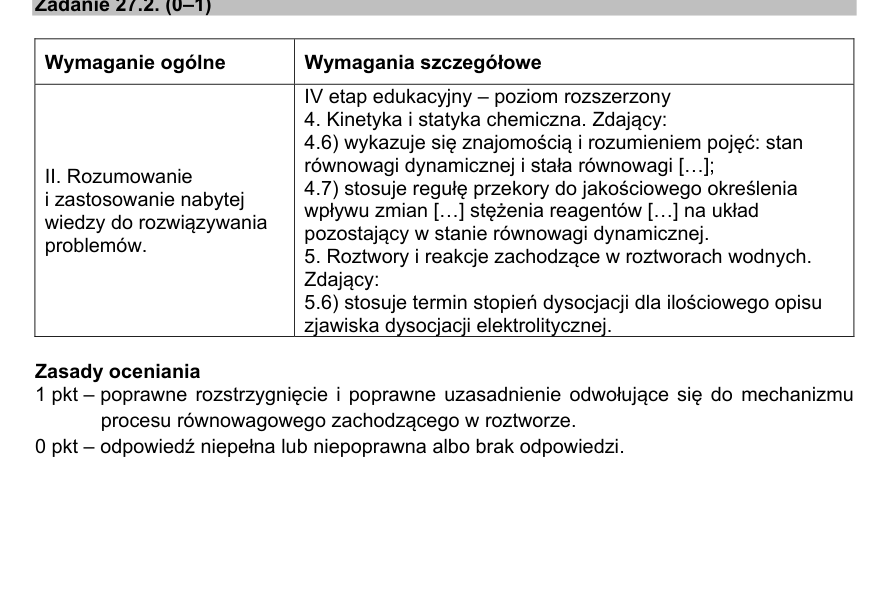 Zadanie 27.2. (0–1)
Wymaganie ogólne
Wymagania szczegółowe
II. Rozumowanie
i zastosowanie nabytej
wiedzy do rozwiązywania
problemów.
IV etap edukacyjny – poziom rozszerzony
4. Kinetyka i statyka chemiczna. Zdający:
4.6) wykazuje się znajomością i rozumieniem pojęć: stan
równowagi dynamicznej i stała równowagi […];
4.7) stosuje regułę przekory do jakościowego określenia
wpływu zmian […] stężenia reagentów […] na układ
pozostający w stanie równowagi dynamicznej.
5. Roztwory i reakcje zachodzące w roztworach wodnych.
Zdający:
5.6) stosuje termin stopień dysocjacji dla ilościowego opisu
zjawiska dysocjacji elektrolitycznej.
Zasady oceniania
1 pkt – poprawne rozstrzygnięcie i poprawne uzasadnienie odwołujące się do mechanizmu
procesu równowagowego zachodzącego w roztworze.
0 pkt – odpowiedź niepełna lub niepoprawna albo brak odpowiedzi.